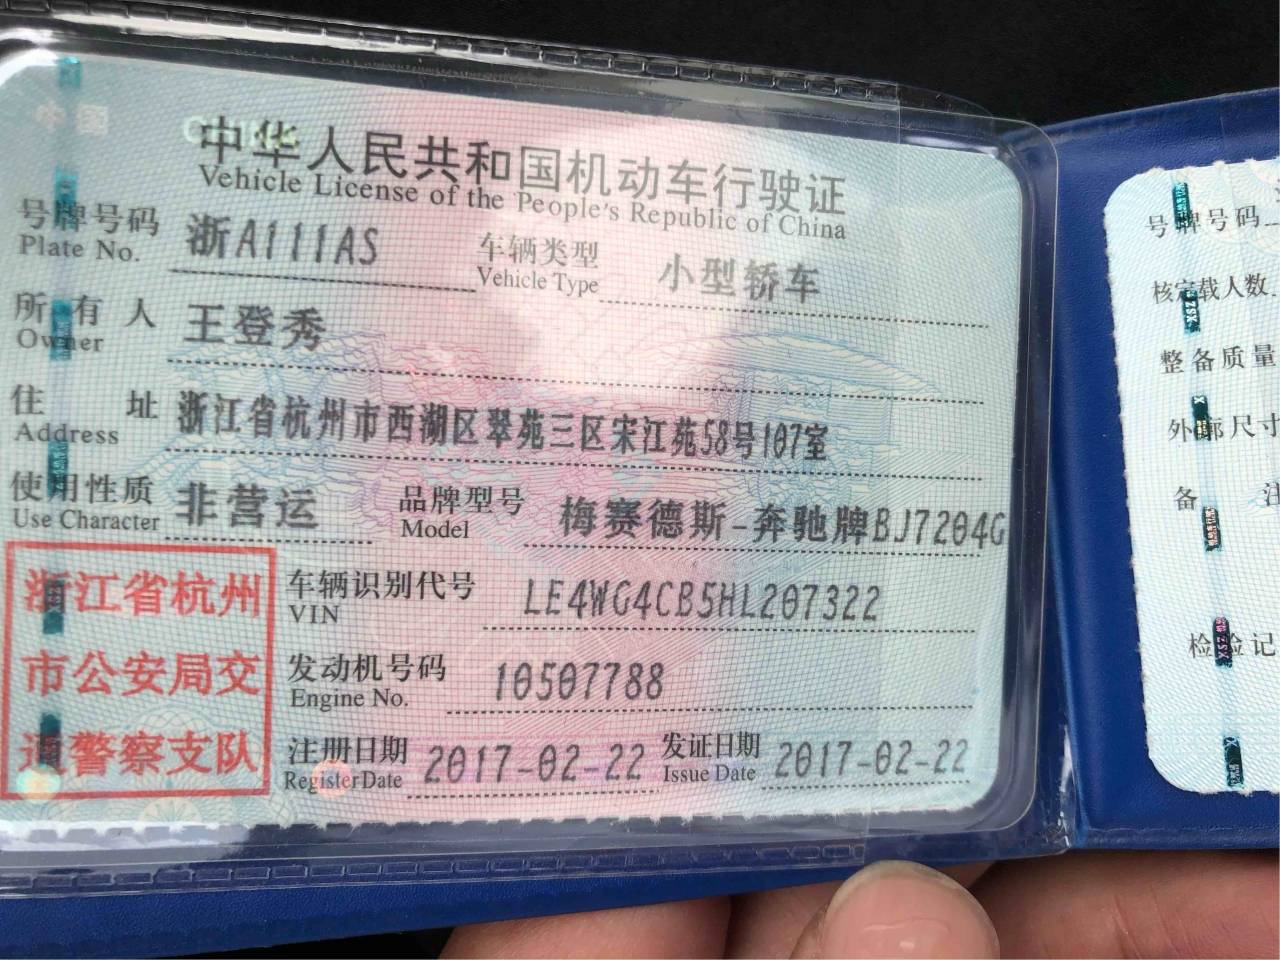 中华人民共和国机动车行驶证
Vehicle License of the People's Republic of China
号牌号码 浙A111AS 车辆类型 小型轿车
Plate No. Vehicle Type
所有人 王登秀
Owner
住址 浙江省杭州市西湖区翠苑三区宋江苑58号107室
Address
使用性质 非营运 品牌型号 梅赛德斯-奔驰牌BJ7204G
Use Character Model
浙江省杭州
市公安局交
通警察支队
车辆识别代号 LE4WG4CB5HL207322
VIN
发动机号码 10507788
Engine No.
注册日期 2017-02-22 发证日期 2017-02-22
Register Date Issue Date
号牌号码
核定载人数
整备质量
外廓尺寸
备注
检验记